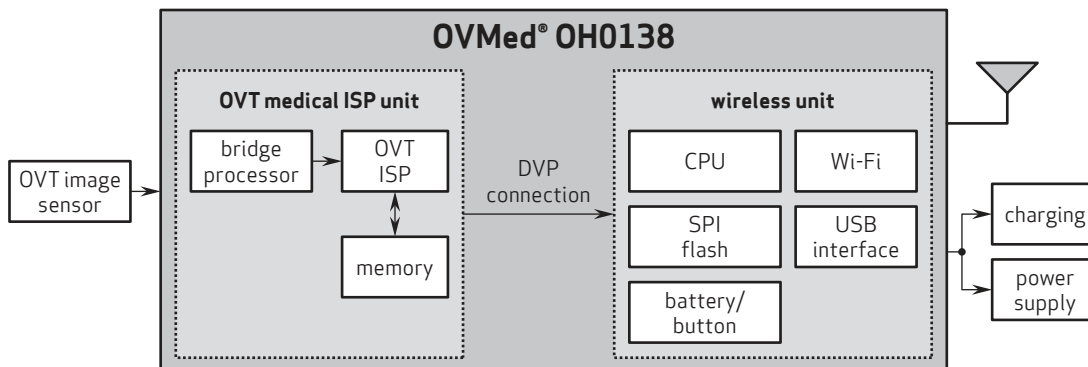 OVMed® OH0138
OVT medical ISP unit
wireless unit
bridge
processor
OVT
ISP
memory
OVT image
sensor
DVP
connection
CPU
Wi-Fi
SPI
flash
USB
interface
battery/
button
charging
power
supply